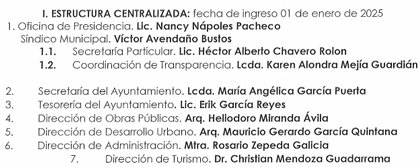 I. ESTRUCTURA CENTRALIZADA: fecha de ingreso 01 de enero de 2025
1. Oficina de Presidencia. Lic. Nancy Nápoles Pacheco
Síndico Municipal. Víctor Avendaño Bustos
1.1. Secretaría Particular. Lic. Héctor Alberto Chavero Rolon
1.2. Coordinación de Transparencia. Lcda. Karen Alondra Mejía Guardián
2. Secretaría del Ayuntamiento. Lcda. María Angélica García Puerta
3. Tesorería del Ayuntamiento. Lic. Erik García Reyes
4. Dirección de Obras Públicas. Arq. Heliodoro Miranda Ávila
5. Dirección de Desarrollo Urbano. Arq. Mauricio Gerardo García Quintana
6. Dirección de Administración. Mtra. Rosario Zepeda Galicia
7. Dirección de Turismo. Dr. Christian Mendoza Guadarrama